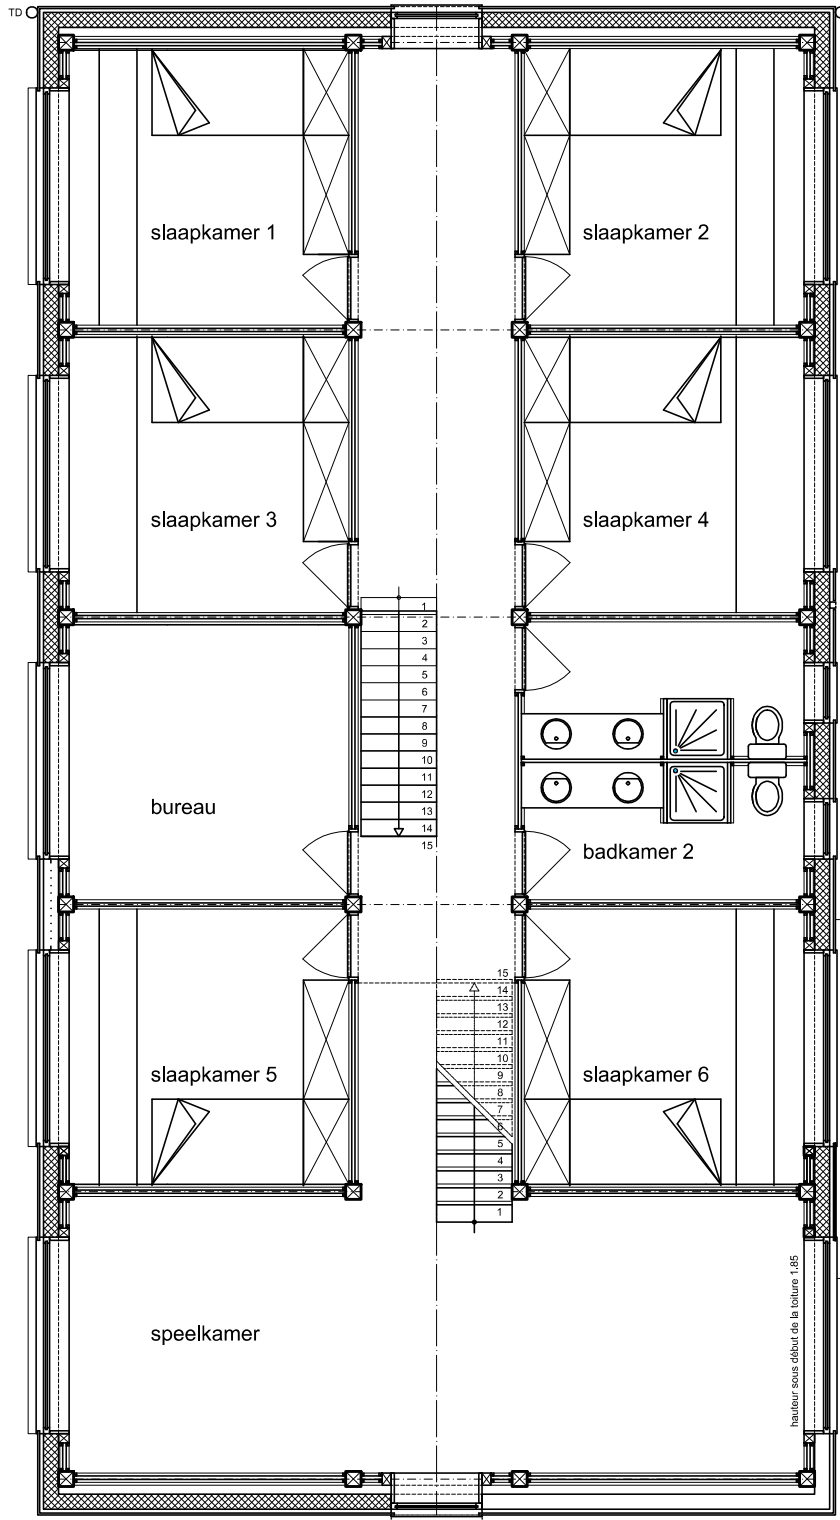 TD
slaapkamer 1
slaapkamer 2
slaapkamer 3
slaapkamer 4
1
2
3
4
5
6
7
8
9
10
11
12
13
14
15
bureau
badkamer 2
15
14
13
12
11
10
9
8
7
6
5
4
3
2
1
slaapkamer 5
slaapkamer 6
speelkamer
hauteur sous début de la toiture 1.85